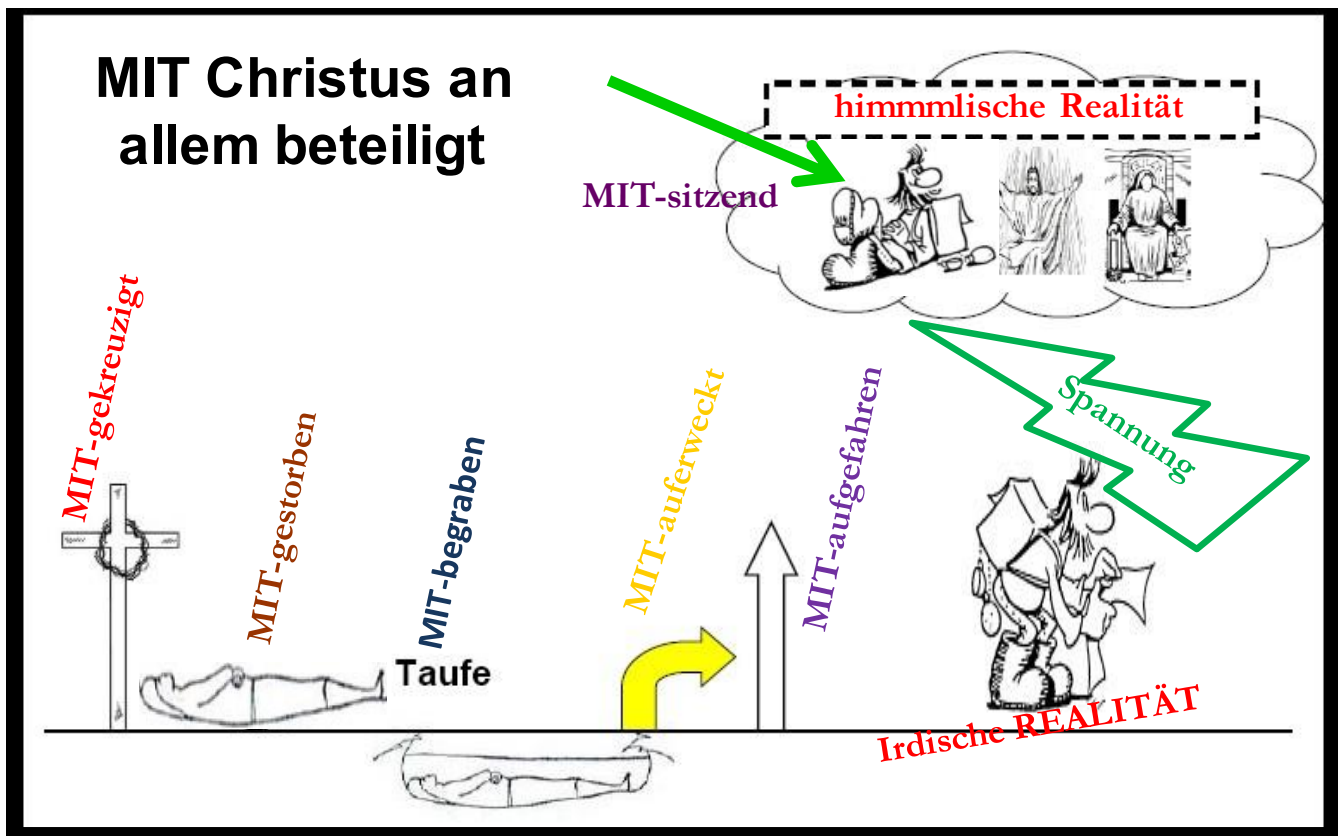 MIT Christus an
allem beteiligt
himmmlische Realität
MIT-sitzend
MIT-gekreuzigt
MIT-gestorben
MIT-begraben
MIT-auferweckt
MIT-aufgefahren
Spannung
Taufe
Irdische REALITÄT